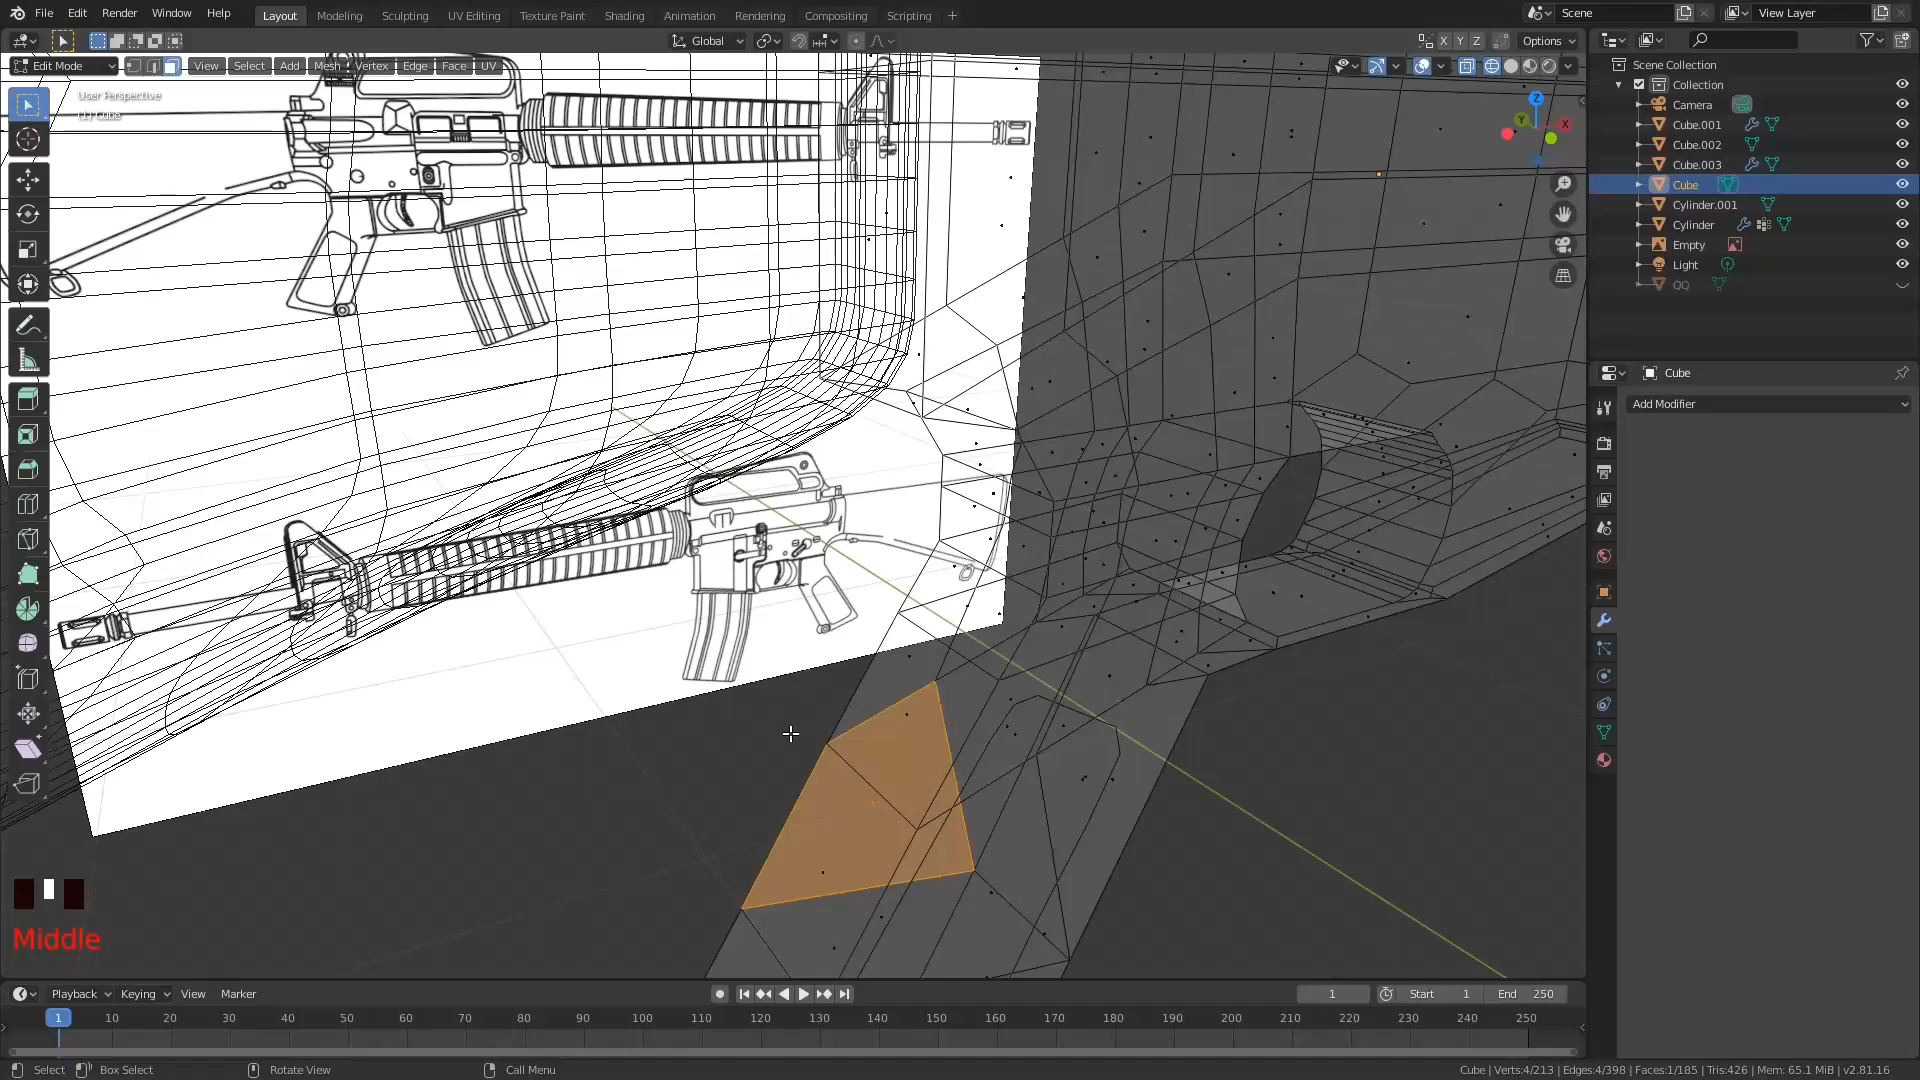 File Edit Render Window Help Layout Modeling Sculpting UV Editing Texture Paint Shading Animation Rendering Compositing Scripting + Scene View Layer
Global X Y Z Options
Edit Mode View Select Add Mesh Vertex Edge Face UV
User Perspective
(1) Cube
Z
Y
X
Scene Collection
Collection
Camera
Cube.001
Cube.002
Cube.003
Cube
Cylinder.001
Cylinder
Empty
Light
QQ
Cube
Add Modifier
Middle
Playback Keying View Marker 1 Start 1 End 250
1 10 20 30 40 50 60 70 80 90 100 110 120 130 140 150 160 170 180 190 200 210 220 230 240 250
Select Box Select Rotate View Call Menu Cube | Verts:4/213 | Edges:4/398 | Faces:1/185 | Tris:426 | Mem: 65.1 MiB | v2.81.16